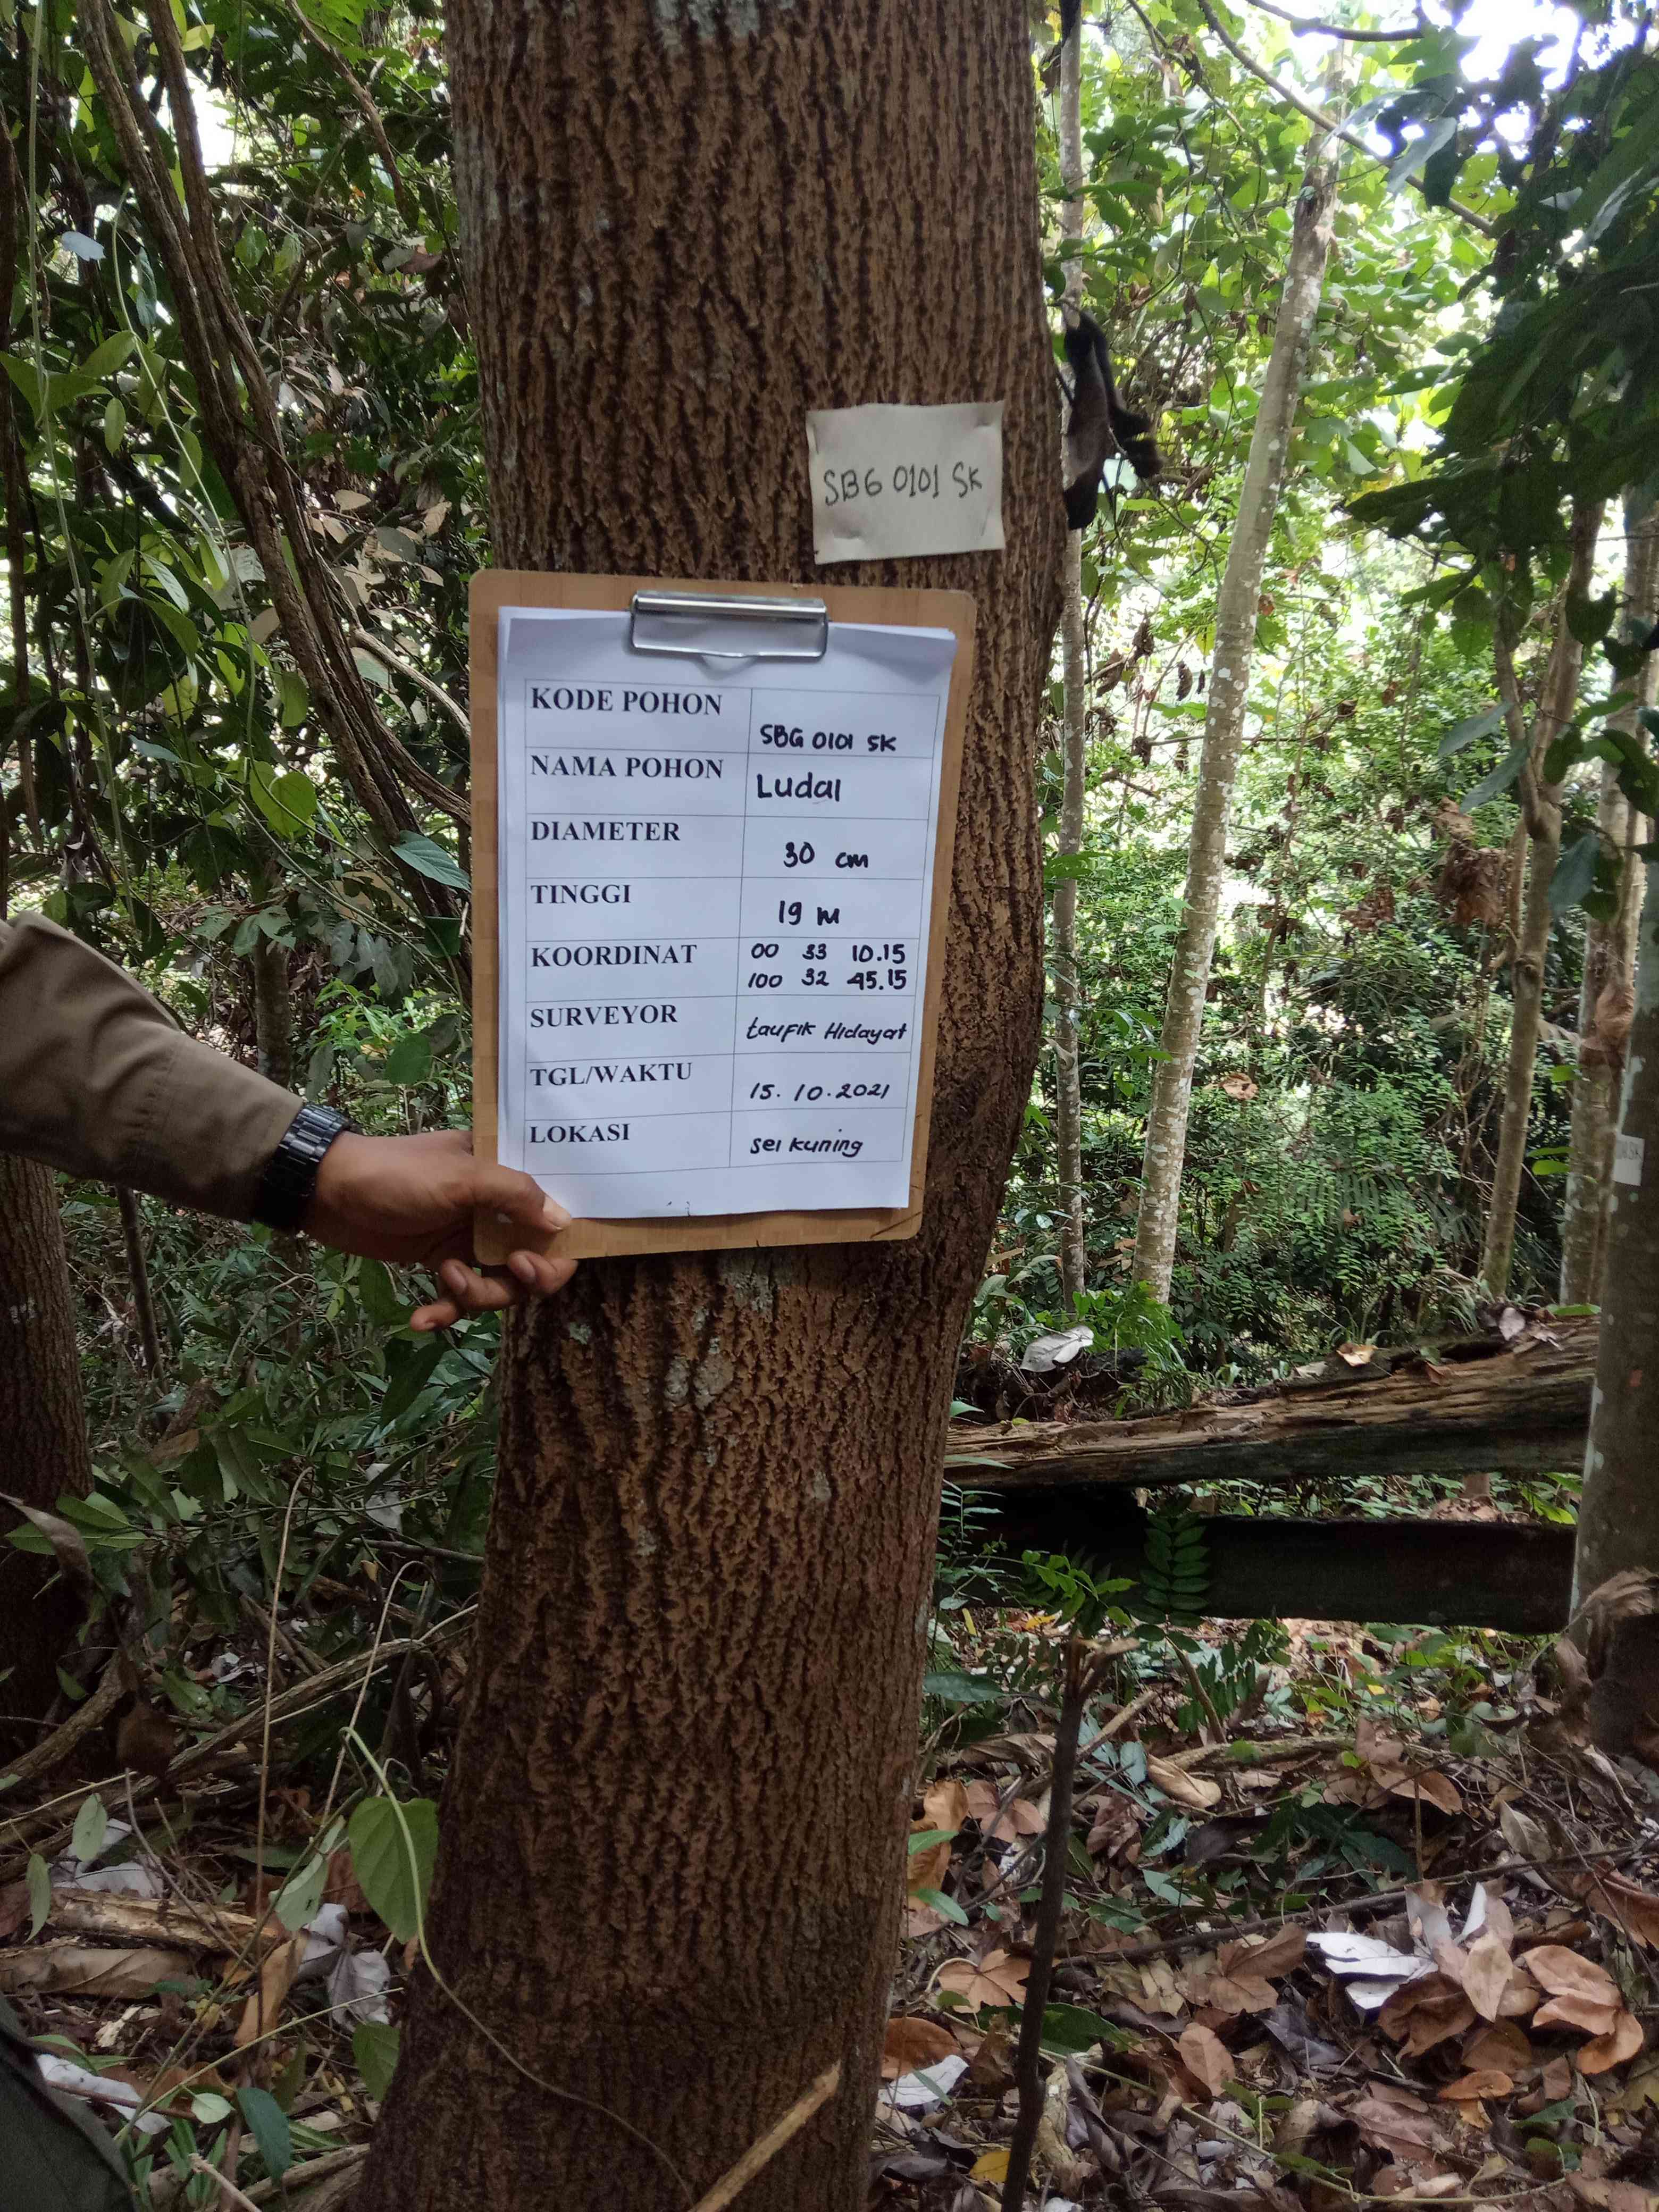 SBG 0101 SK
KODE POHON SBG 0101 SK
NAMA POHON Ludai
DIAMETER 30 cm
TINGGI 19 m
KOORDINAT 00 33 10.15
100 32 45.15
SURVEYOR taufik Hidayat
TGL/WAKTU 15.10.2021
LOKASI sei kuning